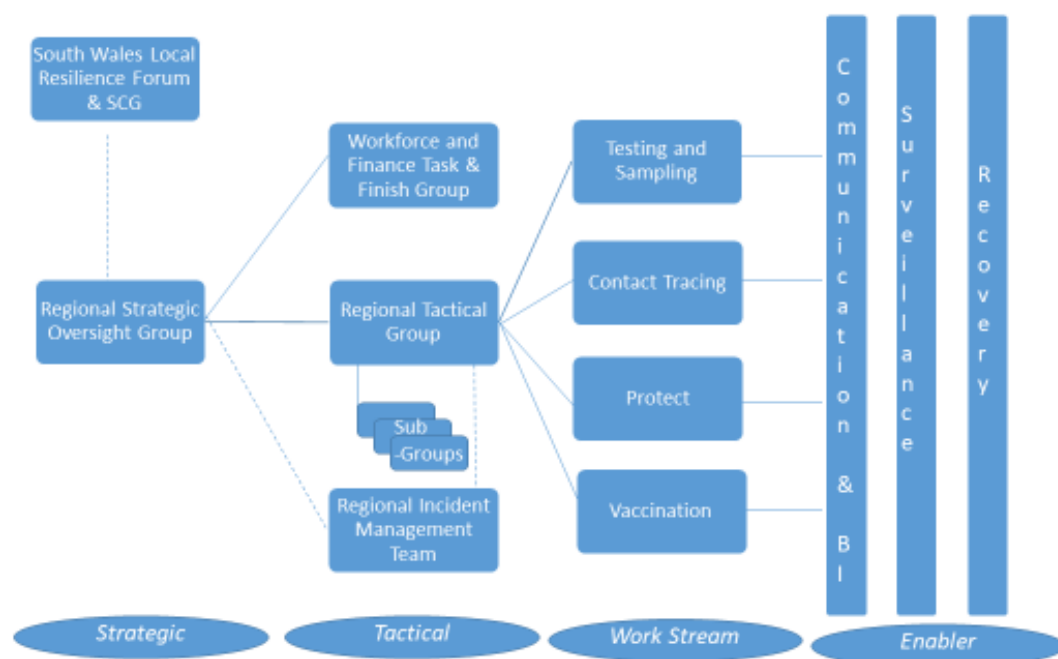 South Wales Local
Resilience Forum
& SCG
Regional Strategic
Oversight Group
Workforce and
Finance Task &
Finish Group
Regional Tactical
Group
Sub
-Groups
Regional Incident
Management
Team
Testing and
Sampling
Contact Tracing
Protect
Vaccination
Communication & BI
Surveillance
Recovery
Strategic
Tactical
Work Stream
Enabler